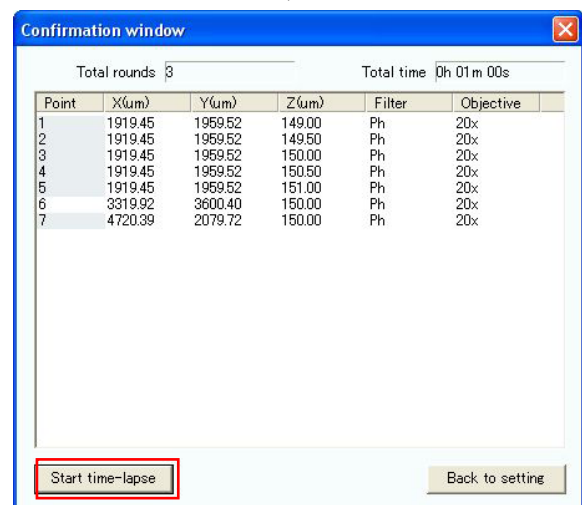 Confirmation window
Total rounds 3 Total time 0h 01m 00s
Point X(um) Y(um) Z(um) Filter Objective
1 1919.45 1959.52 149.00 Ph 20x
2 1919.45 1959.52 149.50 Ph 20x
3 1919.45 1959.52 150.00 Ph 20x
4 1919.45 1959.52 150.50 Ph 20x
5 1919.45 1959.52 151.00 Ph 20x
6 3319.92 3600.40 150.00 Ph 20x
7 4720.39 2079.72 150.00 Ph 20x
Start time-lapse Back to setting